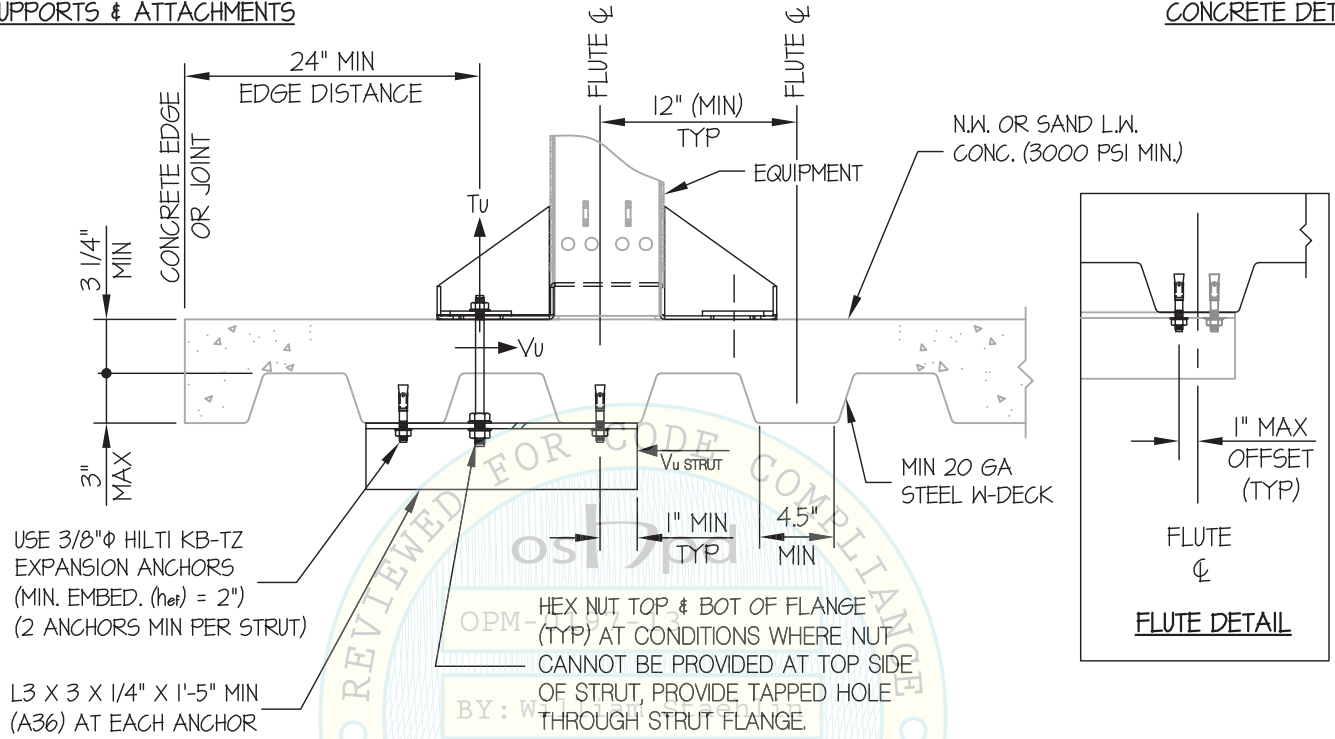 UPPORTS & ATTACHMENTS
CONCRETE DET
24" MIN
EDGE DISTANCE
FLUTE ℄
FLUTE ℄
12" (MIN)
TYP
CONCRETE EDGE
OR JOINT
N.W. OR SAND L.W.
CONC. (3000 PSI MIN.)
EQUIPMENT
Tu
3 1/4"
MIN
Vu
3"
MAX
Vu STRUT
MIN 20 GA
STEEL W-DECK
1" MIN
TYP
4.5"
MIN
1" MAX
OFFSET
(TYP)
FLUTE
℄
FLUTE DETAIL
USE 3/8"Φ HILTI KB-TZ
EXPANSION ANCHORS
(MIN. EMBED. (hef) = 2")
(2 ANCHORS MIN PER STRUT)
HEX NUT TOP & BOT OF FLANGE
(TYP) AT CONDITIONS WHERE NUT
CANNOT BE PROVIDED AT TOP SIDE
OF STRUT, PROVIDE TAPPED HOLE
THROUGH STRUT FLANGE.
L3 X 3 X 1/4" X 1'-5" MIN
(A36) AT EACH ANCHOR
REVIEWED FOR CODE COMPLIANCE
oshpd
OPM-0197-13
BY: William Staehlin